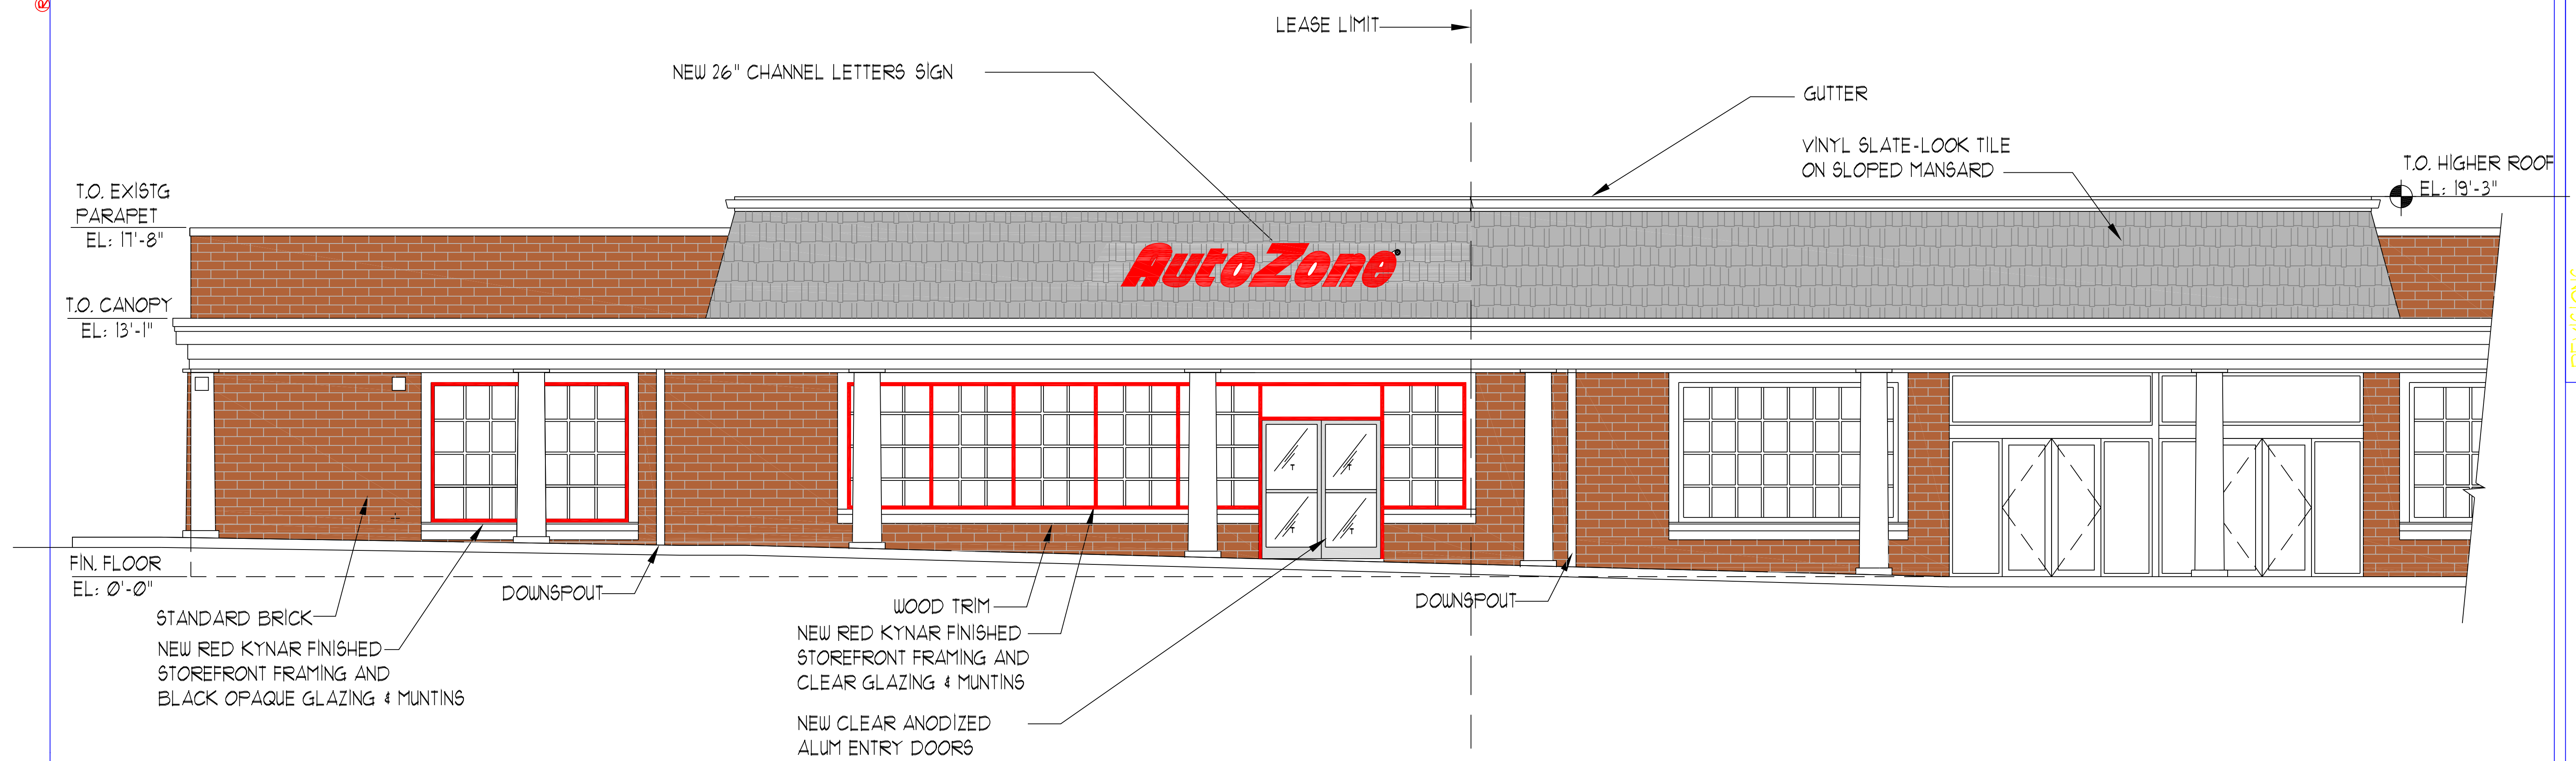 LEASE LIMIT
NEW 26" CHANNEL LETTERS SIGN
GUTTER
VINYL SLATE-LOOK TILE
ON SLOPED MANSARD
T.O. HIGHER ROOF
EL: 19'-3"
T.O. EXISTG
PARAPET
EL: 17'-8"
AutoZone
T.O. CANOPY
EL: 13'-1"
FIN. FLOOR
EL: 0'-0"
STANDARD BRICK
NEW RED KYNAR FINISHED
STOREFRONT FRAMING AND
BLACK OPAQUE GLAZING & MUNTINS
DOWNSPOUT
WOOD TRIM
NEW RED KYNAR FINISHED
STOREFRONT FRAMING AND
CLEAR GLAZING & MUNTINS
NEW CLEAR ANODIZED
ALUM ENTRY DOORS
DOWNSPOUT
T
T
T
T